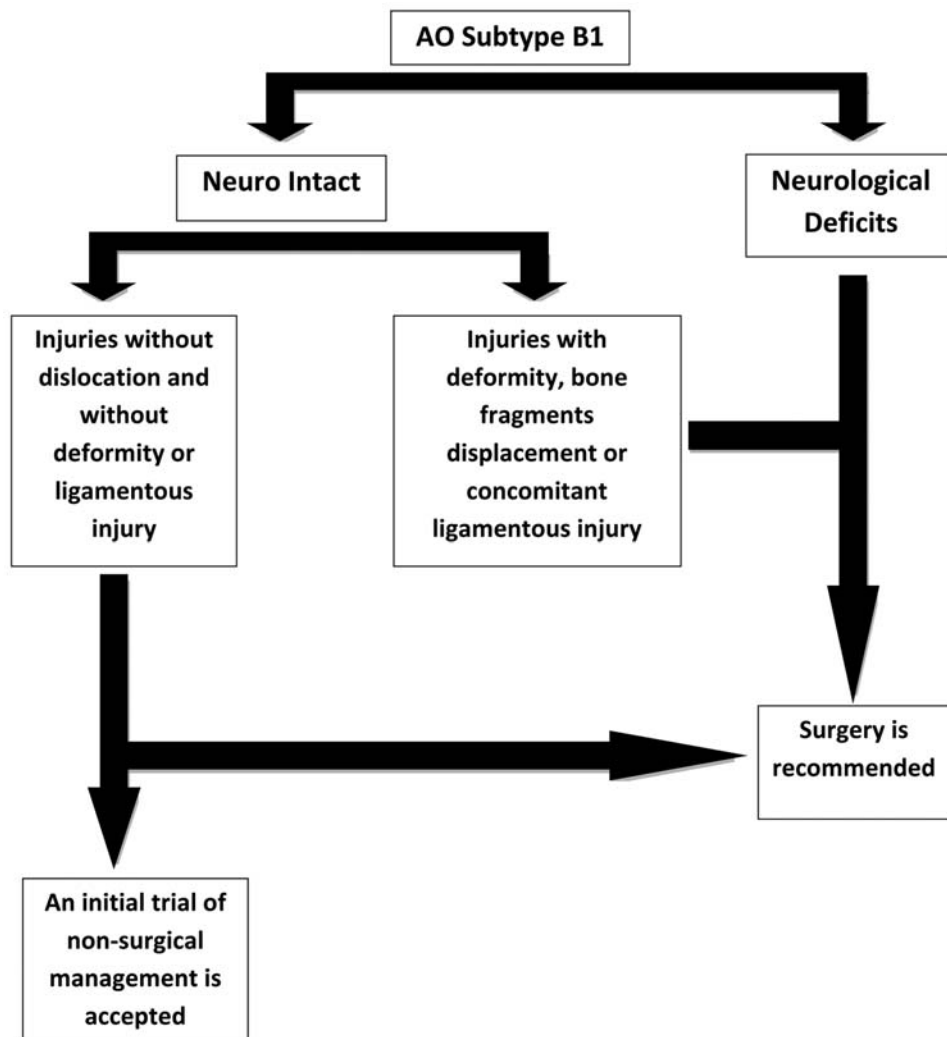 AO Subtype B1
Neuro Intact
Neurological
Deficits
Injuries without
dislocation and
without
deformity or
ligamentous
injury
Injuries with
deformity, bone
fragments
displacement or
concomitant
ligamentous injury
Surgery is
recommended
An initial trial of
non-surgical
management is
accepted